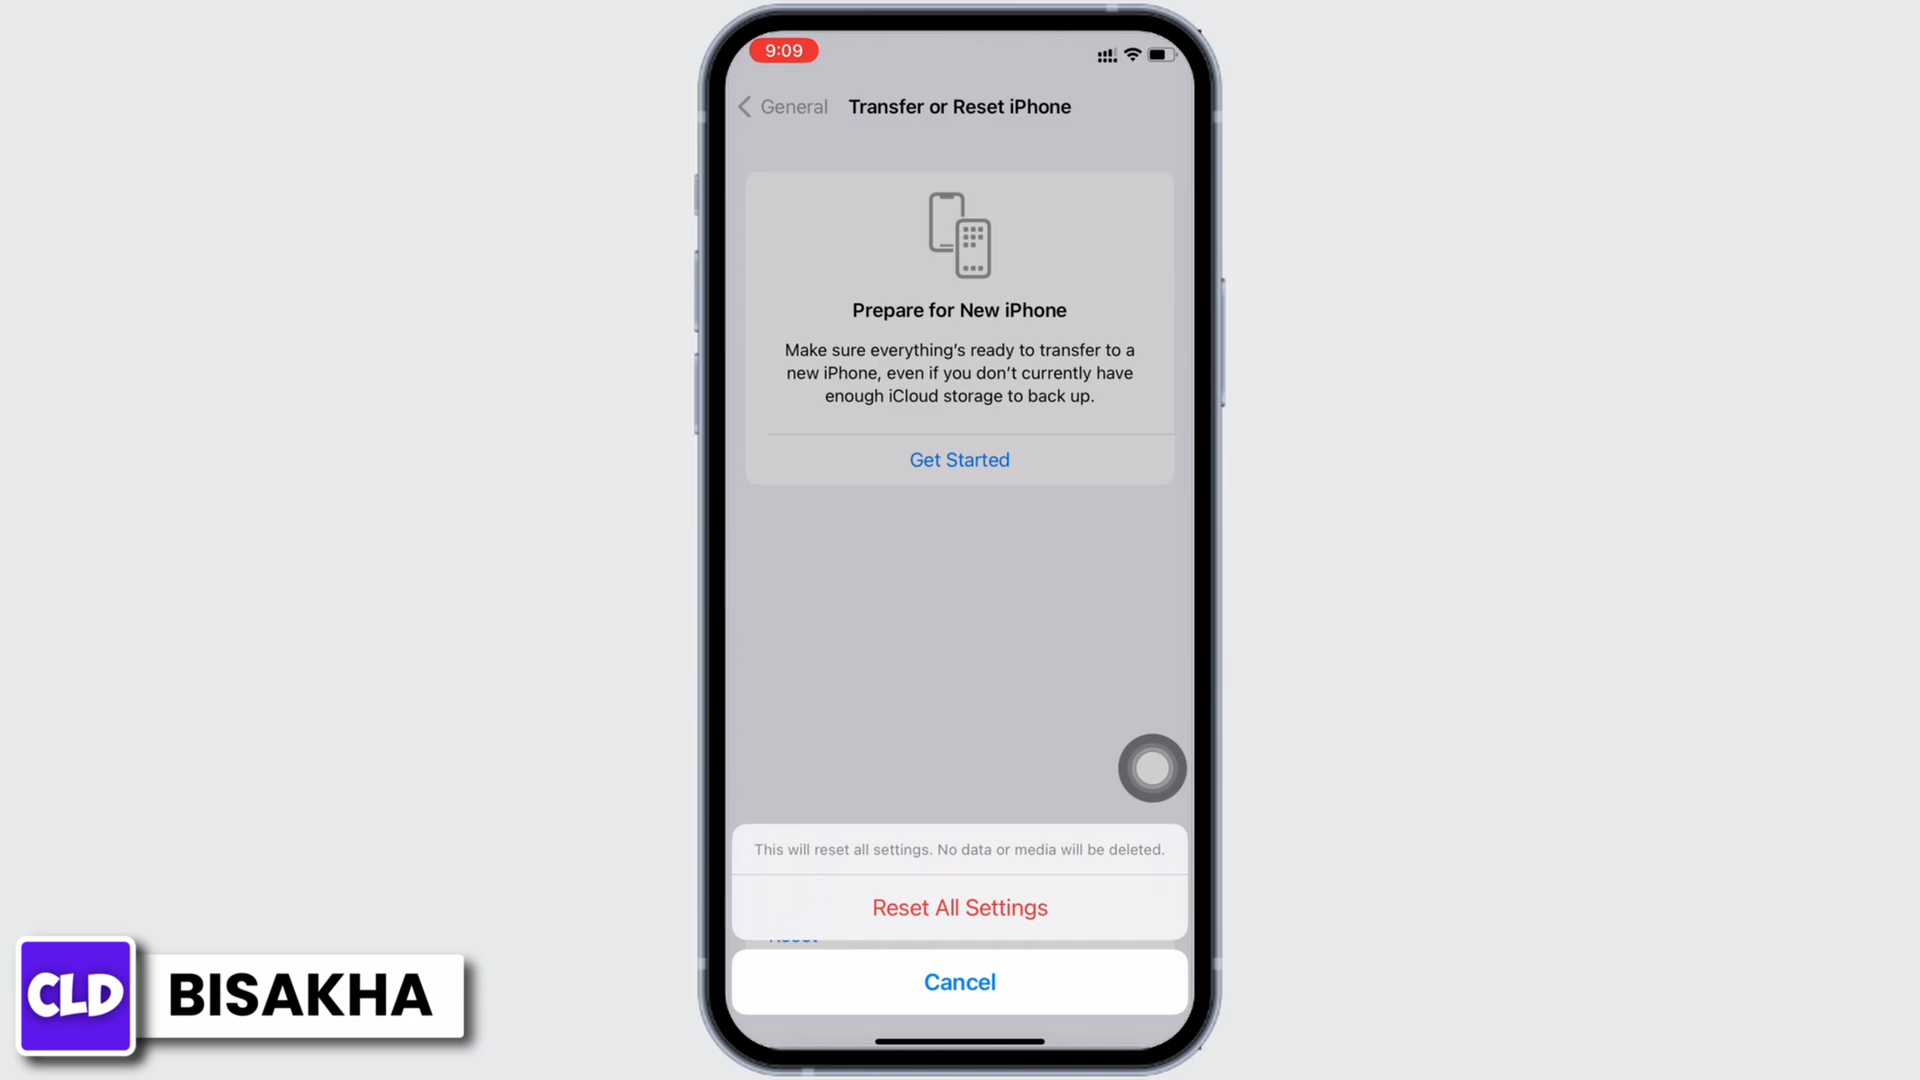 9:09
General
Transfer or Reset iPhone
Prepare for New iPhone
Make sure everything's ready to transfer to a
new iPhone, even if you don't currently have
enough iCloud storage to back up.
Get Started
This will reset all settings. No data or media will be deleted.
Reset All Settings
Reset
Cancel
CLD
BISAKHA